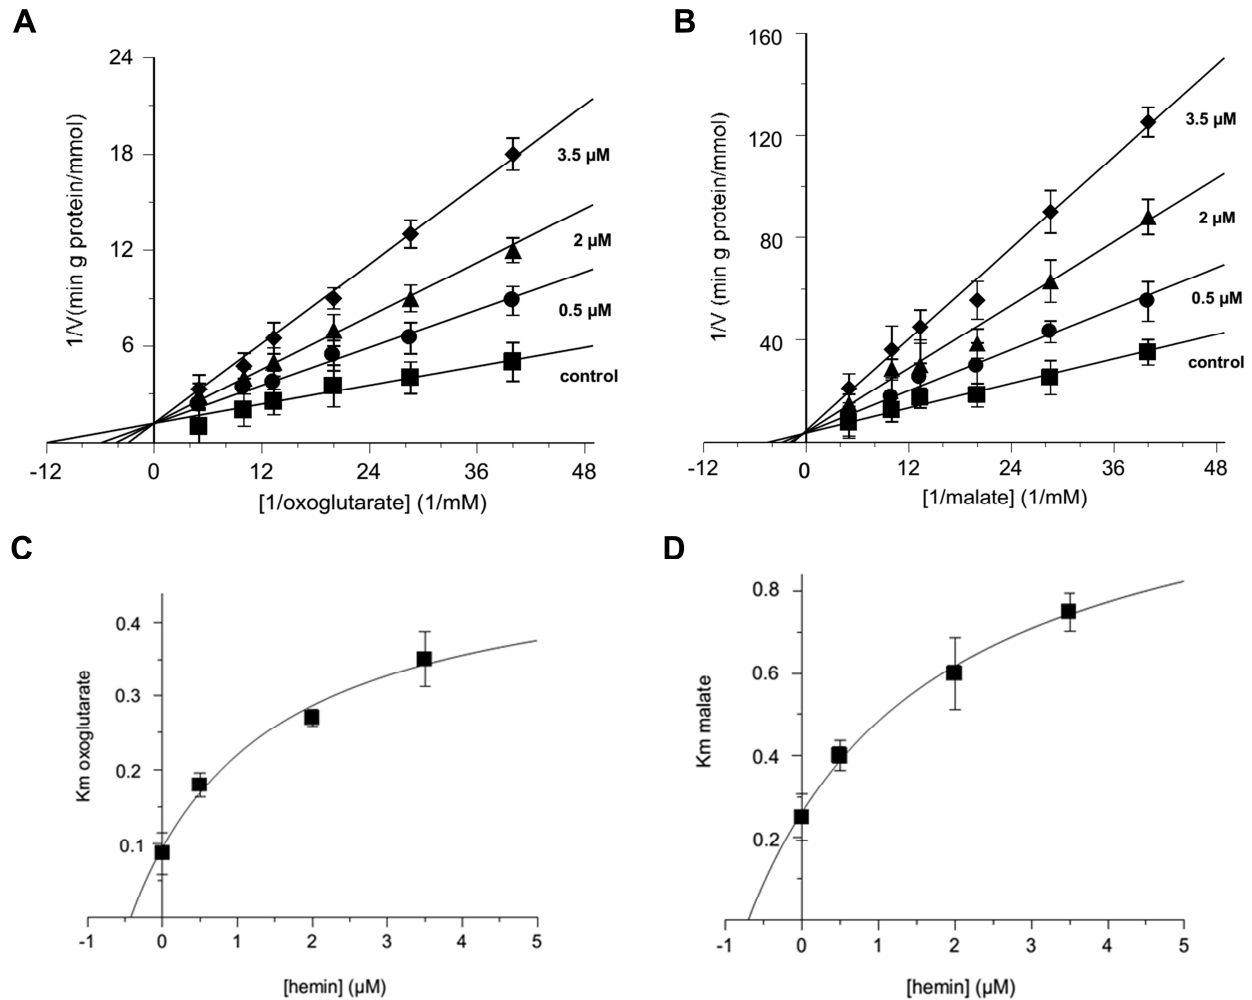 A
24
18
12
6
1/V(min g protein/mmol)
3.5 µM
2 µM
0.5 µM
control
-12 0 12 24 36 48
[1/oxoglutarate] (1/mM)
B
160
120
80
40
1/V (min g protein/mmol)
3.5 µM
2 µM
0.5 µM
control
-12 0 12 24 36 48
[1/malate] (1/mM)
C
0.4
0.3
0.2
0.1
Km oxoglutarate
-1 0 1 2 3 4 5
[hemin] (µM)
D
0.8
0.6
0.4
0.2
Km malate
-1 0 1 2 3 4 5
[hemin] (µM)